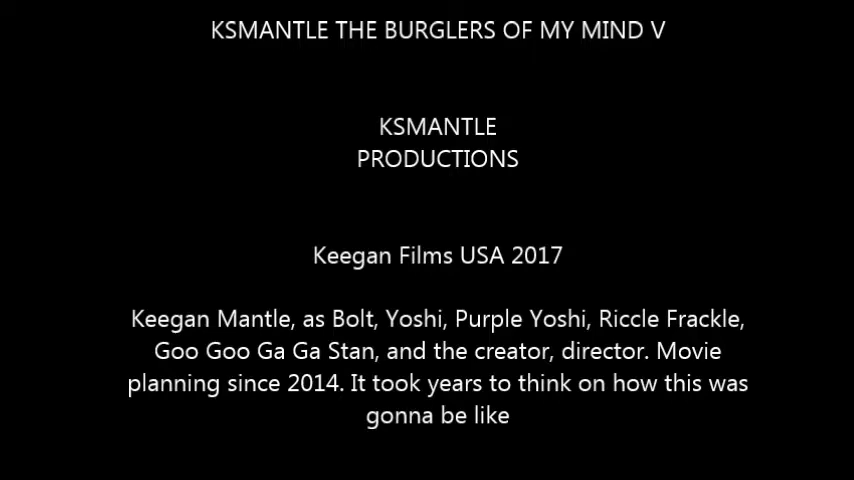 KSMANTLE THE BURGLERS OF MY MIND V
KSMANTLE
PRODUCTIONS
Keegan Films USA 2017
Keegan Mantle, as Bolt, Yoshi, Purple Yoshi, Riccle Frackle,
Goo Goo Ga Ga Stan, and the creator, director. Movie
planning since 2014. It took years to think on how this was
gonna be like